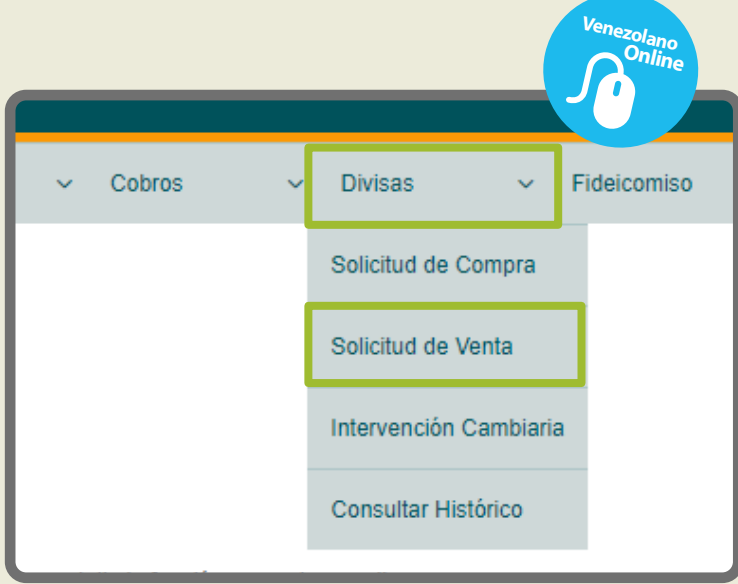 Venezolano
Online
Cobros
Divisas
Fideicomiso
Solicitud de Compra
Solicitud de Venta
Intervención Cambiaria
Consultar Histórico